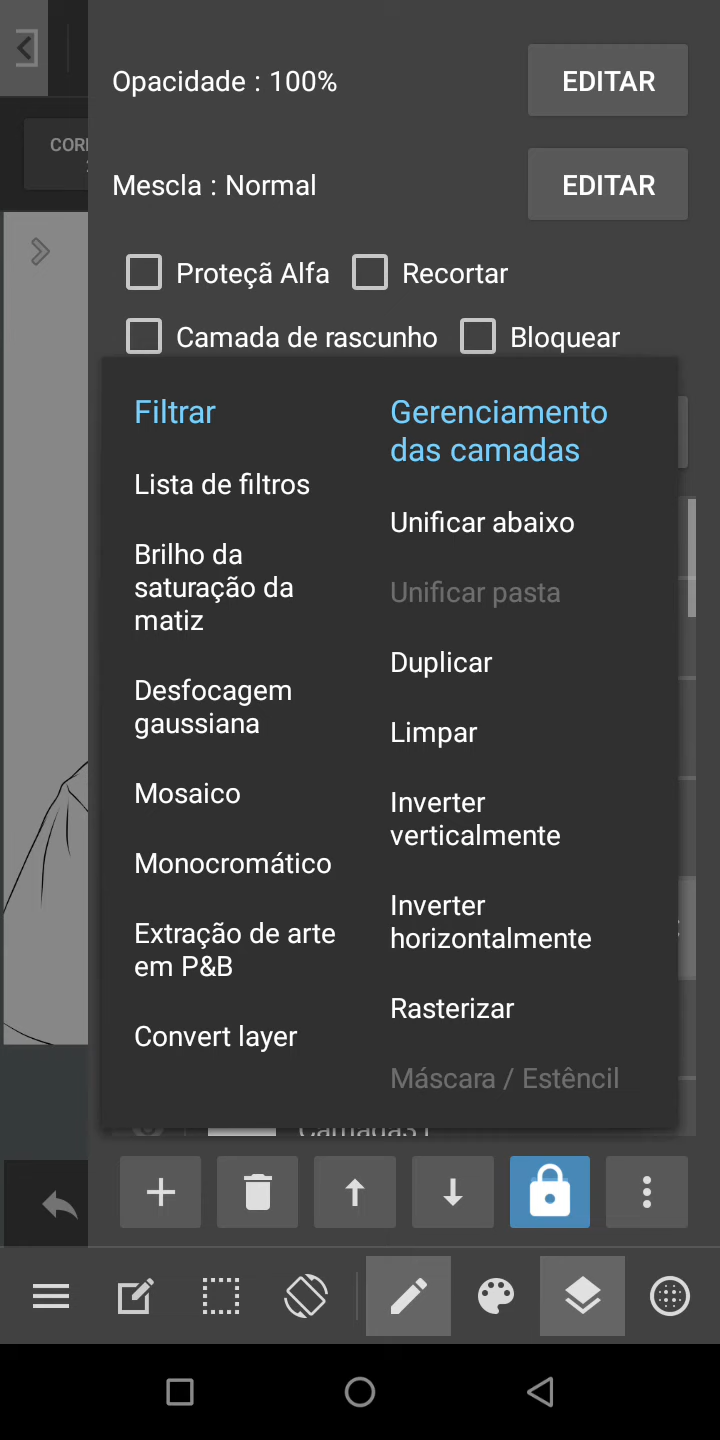 Opacidade : 100%
EDITAR
CORI
Mescla : Normal
EDITAR
Proteçã Alfa
Recortar
Camada de rascunho
Bloquear
Filtrar
Lista de filtros
Brilho da
saturação da
matiz
Desfocagem
gaussiana
Mosaico
Monocromático
Extração de arte
em P&B
Convert layer
Gerenciamento
das camadas
Unificar abaixo
Unificar pasta
Duplicar
Limpar
Inverter
verticalmente
Inverter
horizontalmente
Rasterizar
Máscara / Estêncil
Camada31